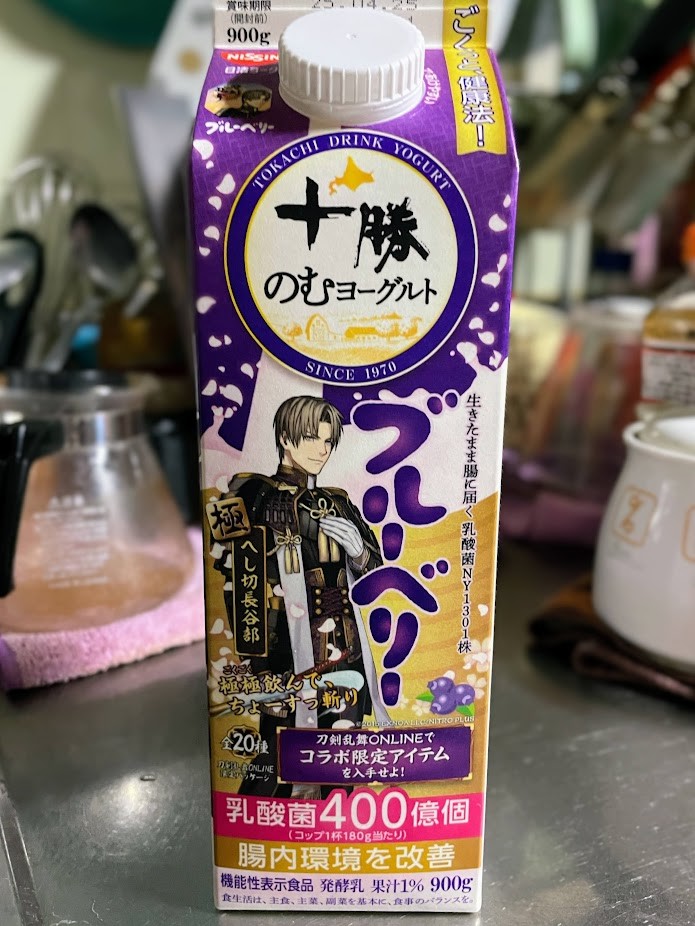 賞味期限
(開封前)
900g
NISSIN
ごくっと健康法!
ブルーベリー
TOKACHI DRINK YOGURT
十勝
のむヨーグルト
SINCE 1970
ブルーベリー
生きたまま腸に届く乳酸菌NY1301株
極
へし切長谷部
ごくごく
極極飲んで、
ちょーすっ斬り
全20種
刀剣乱舞ONLINEで
コラボ限定アイテム
を入手せよ!
乳酸菌400億個
(コップ1杯180g当たり)
腸内環境を改善
機能性表示食品 発酵乳 果汁1% 900g
食生活は、主食、主菜、副菜を基本に、食事のバランスを。